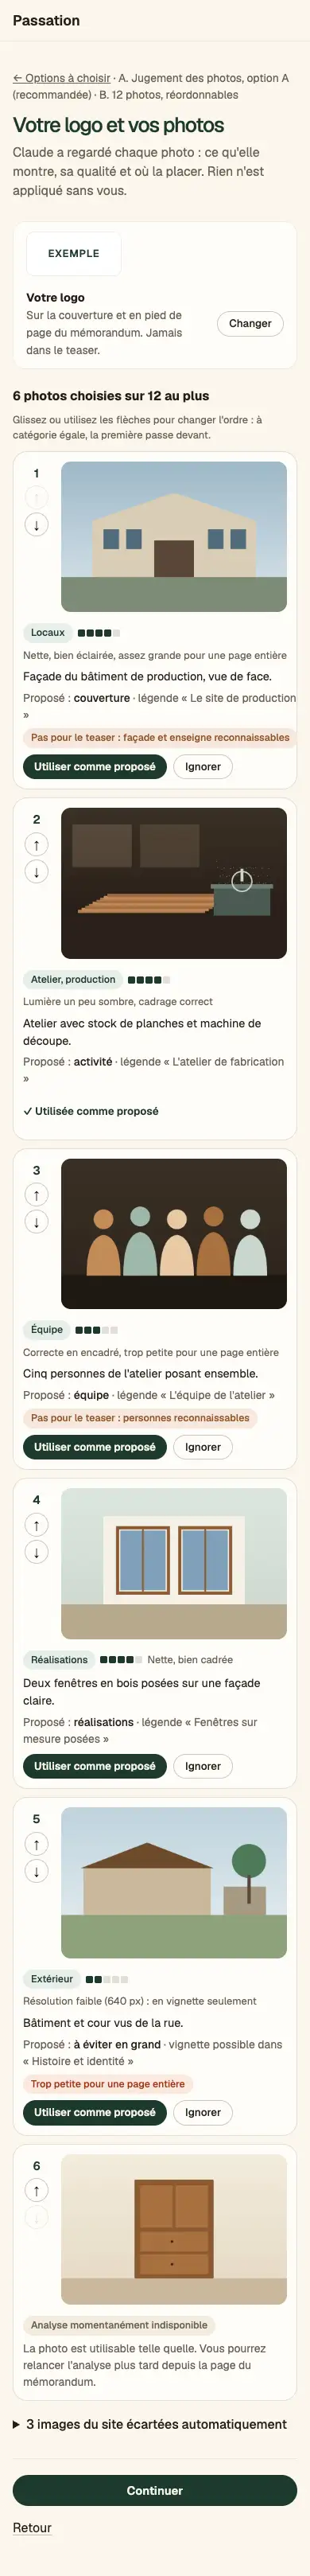 Passation
← Options à choisir · A. Jugement des photos, option A
(recommandée) · B. 12 photos, réordonnables
Votre logo et vos photos
Claude a regardé chaque photo : ce qu'elle
montre, sa qualité et où la placer. Rien n'est
appliqué sans vous.
EXEMPLE
Votre logo
Sur la couverture et en pied de
page du mémorandum. Jamais
dans le teaser.
Changer
6 photos choisies sur 12 au plus
Glissez ou utilisez les flèches pour changer l'ordre : à
catégorie égale, la première passe devant.
1
↑
↓
Locaux
Nette, bien éclairée, assez grande pour une page entière
Façade du bâtiment de production, vue de face.
Proposé : couverture · légende « Le site de production
»
Pas pour le teaser : façade et enseigne reconnaissables
Utiliser comme proposé
Ignorer
2
↑
↓
Atelier, production
Lumière un peu sombre, cadrage correct
Atelier avec stock de planches et machine de
découpe.
Proposé : activité · légende « L'atelier de fabrication
»
✓ Utilisée comme proposé
3
↑
↓
Équipe
Correcte en encadré, trop petite pour une page entière
Cinq personnes de l'atelier posant ensemble.
Proposé : équipe · légende « L'équipe de l'atelier »
Pas pour le teaser : personnes reconnaissables
Utiliser comme proposé
Ignorer
4
↑
↓
Réalisations
Nette, bien cadrée
Deux fenêtres en bois posées sur une façade
claire.
Proposé : réalisations · légende « Fenêtres sur
mesure posées »
Utiliser comme proposé
Ignorer
5
↑
↓
Extérieur
Résolution faible (640 px) : en vignette seulement
Bâtiment et cour vus de la rue.
Proposé : à éviter en grand · vignette possible dans
« Histoire et identité »
Trop petite pour une page entière
Utiliser comme proposé
Ignorer
6
↑
↓
Analyse momentanément indisponible
La photo est utilisable telle quelle. Vous pourrez
relancer l'analyse plus tard depuis la page du
mémorandum.
▶ 3 images du site écartées automatiquement
Continuer
Retour